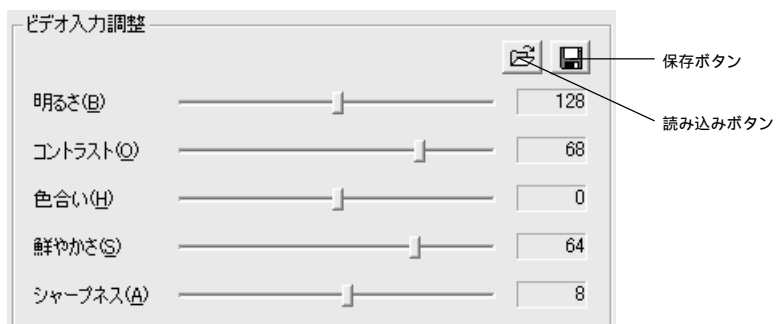 ビデオ入力調整
保存ボタン
明るさ(B) 128
読み込みボタン
コントラスト(O) 68
色合い(H) 0
鮮やかさ(S) 64
シャープネス(A) 8